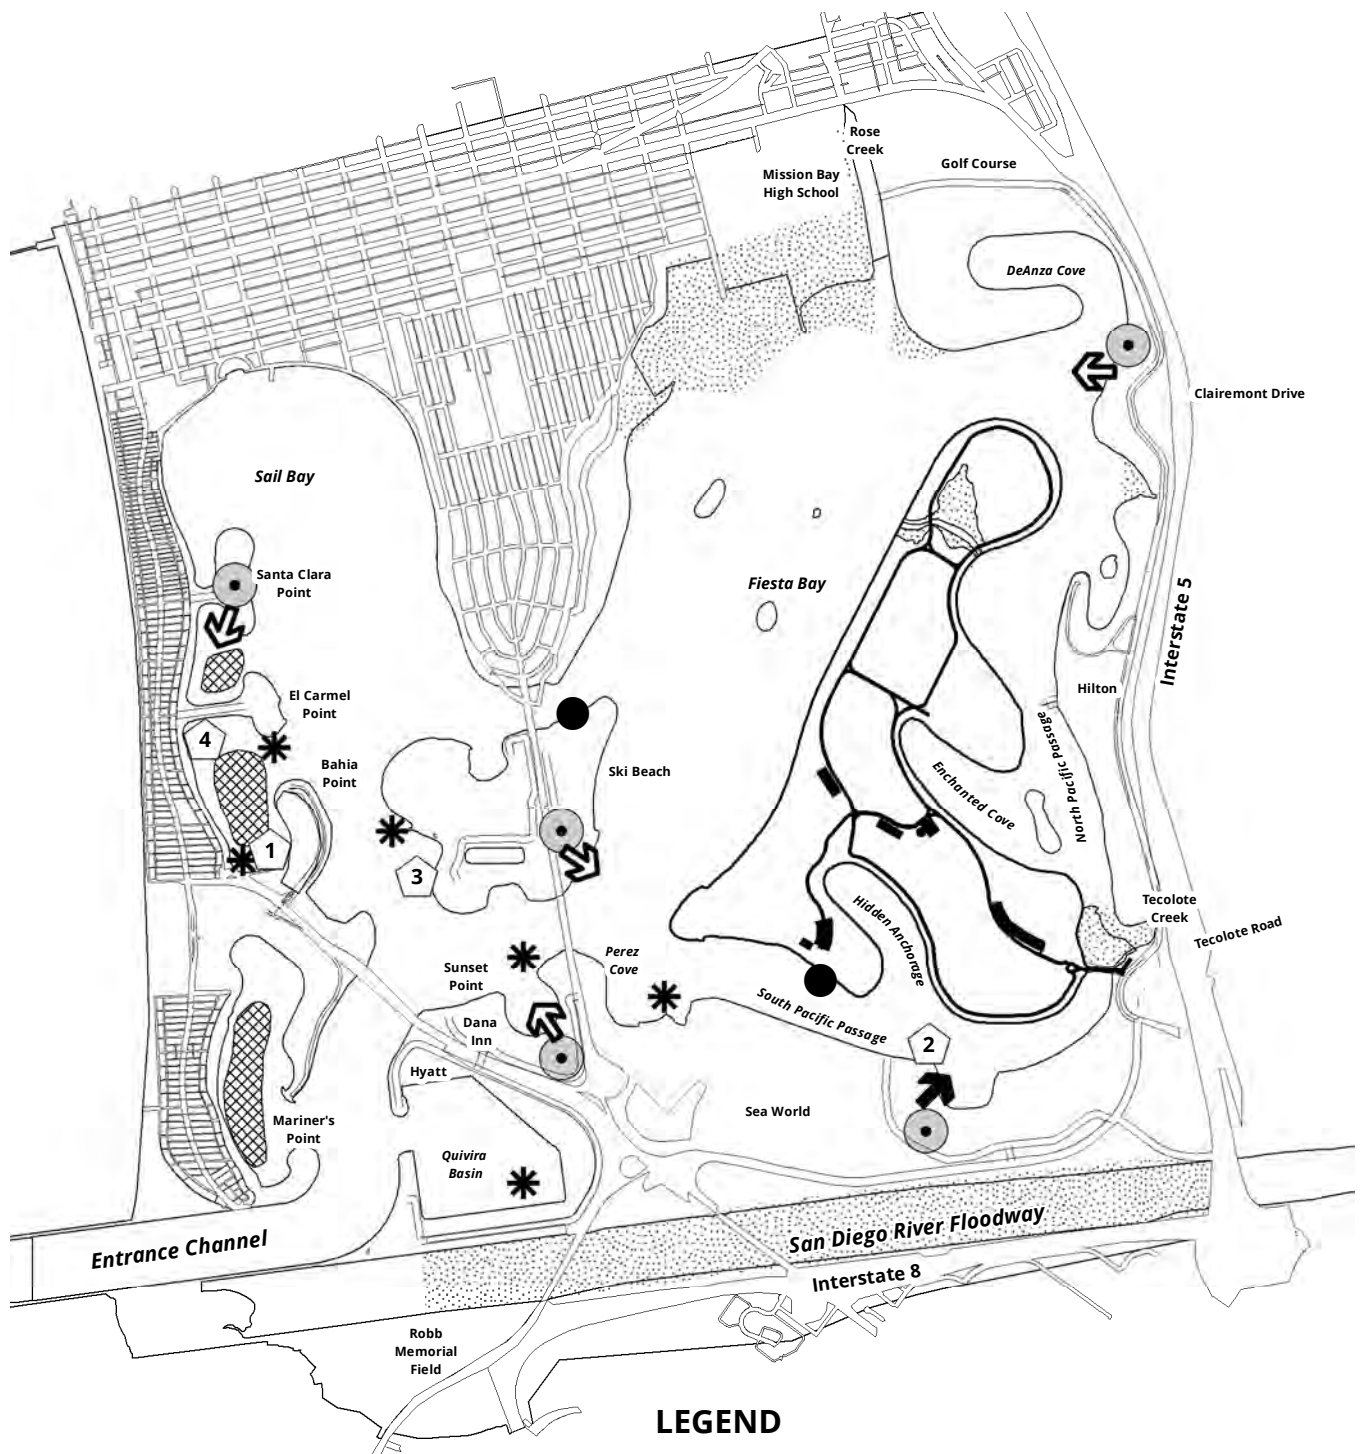 Rose
Creek
Golf Course
Mission Bay
High School
DeAnza Cove
Clairemont Drive
Sail Bay
Santa Clara
Point
Fiesta Bay
Interstate 5
El Carmel
Point
Hilton
North Pacific Passage
4
Bahia
Point
Ski Beach
Enchanted Cove
1
3
Hidden Anchorage
Tecolote
Creek
Tecolote Road
Perez
Cove
Sunset
Point
South Pacific Passage
Dana
Inn
2
Hyatt
Sea World
Mariner's
Point
Quivira
Basin
Entrance Channel
San Diego River Floodway
Interstate 8
Robb
Memorial
Field
LEGEND